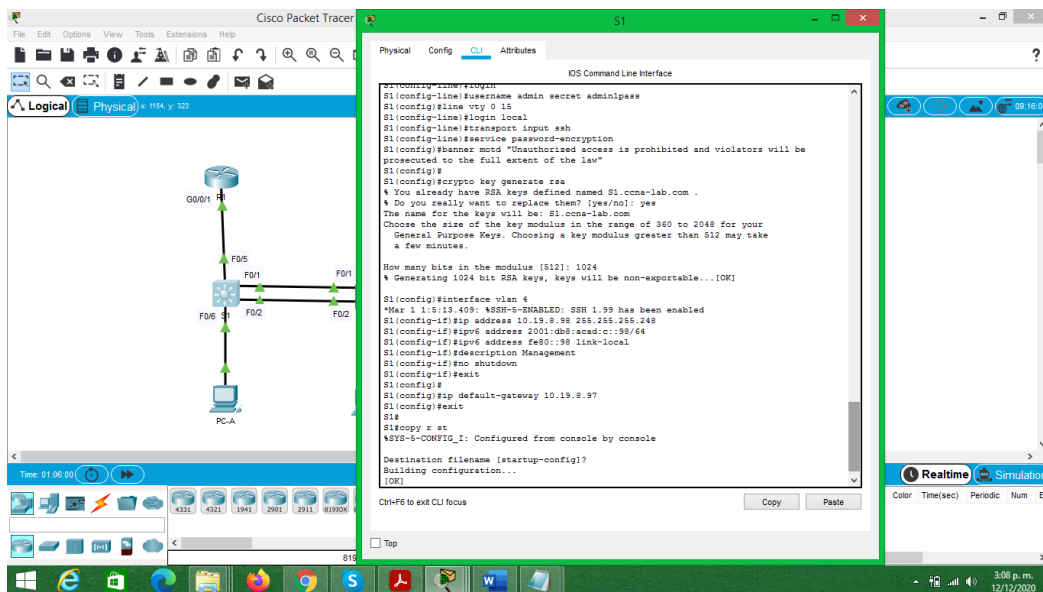 Cisco Packet Tracer
File Edit Options View Tools Extensions Help
?
Logical Physical x: 1154, y: 323
09:16:0
G0/0/1 R1
F0/5
F0/1 F0/1
F0/6 S1 F0/2 F0/2
PC-A
Time: 01:06:00
Realtime Simulation
4331 4321 1941 2901 2911 819IOX
Color Time(sec) Periodic Num E
819
S1
Physical Config CLI Attributes
IOS Command Line Interface
S1(config-line)#login
S1(config-line)#username admin secret admin1pass
S1(config)#line vty 0 15
S1(config-line)#login local
S1(config-line)#transport input ssh
S1(config-line)#service password-encryption
S1(config)#banner motd "Unauthorized access is prohibited and violators will be
prosecuted to the full extent of the law"
S1(config)#
S1(config)#crypto key generate rsa
% You already have RSA keys defined named S1.ccna-lab.com .
% Do you really want to replace them? [yes/no]: yes
The name for the keys will be: S1.ccna-lab.com
Choose the size of the key modulus in the range of 360 to 2048 for your
General Purpose Keys. Choosing a key modulus greater than 512 may take
a few minutes.
How many bits in the modulus [512]: 1024
% Generating 1024 bit RSA keys, keys will be non-exportable...[OK]
S1(config)#interface vlan 4
*Mar 1 1:5:13.409: %SSH-5-ENABLED: SSH 1.99 has been enabled
S1(config-if)#ip address 10.19.8.98 255.255.255.248
S1(config-if)#ipv6 address 2001:db8:acad:c::98/64
S1(config-if)#ipv6 address fe80::98 link-local
S1(config-if)#description Management
S1(config-if)#no shutdown
S1(config-if)#exit
S1(config)#
S1(config)#ip default-gateway 10.19.8.97
S1(config)#exit
S1#
S1#copy r st
%SYS-5-CONFIG_I: Configured from console by console
Destination filename [startup-config]?
Building configuration...
[OK]
Ctrl+F6 to exit CLI focus Copy Paste
Top
3:08 p. m.
12/12/2020